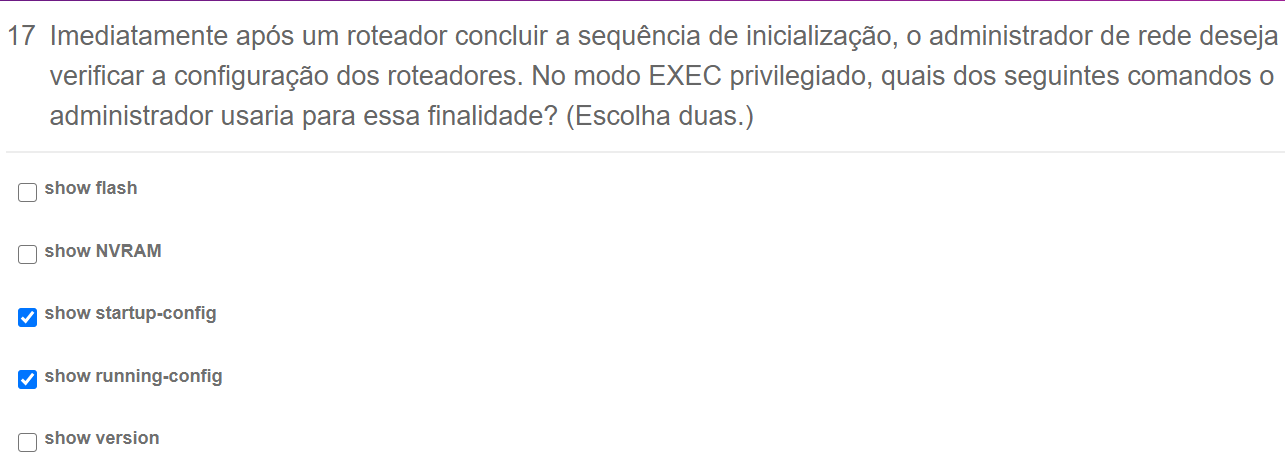 17 Imediatamente após um roteador concluir a sequência de inicialização, o administrador de rede deseja
verificar a configuração dos roteadores. No modo EXEC privilegiado, quais dos seguintes comandos o
administrador usaria para essa finalidade? (Escolha duas.)
show flash
show NVRAM
show startup-config
show running-config
show version